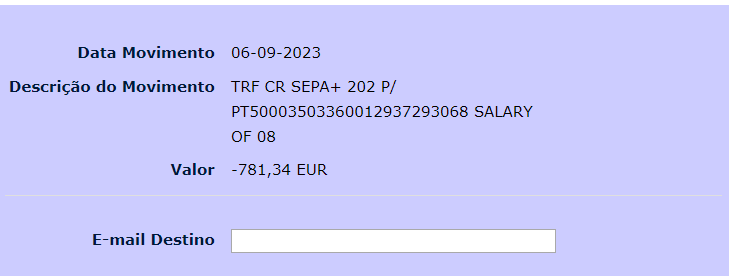 Data Movimento 06-09-2023
Descrição do Movimento TRF CR SEPA+ 202 P/
PT50003503360012937293068 SALARY
OF 08
Valor -781,34 EUR
E-mail Destino